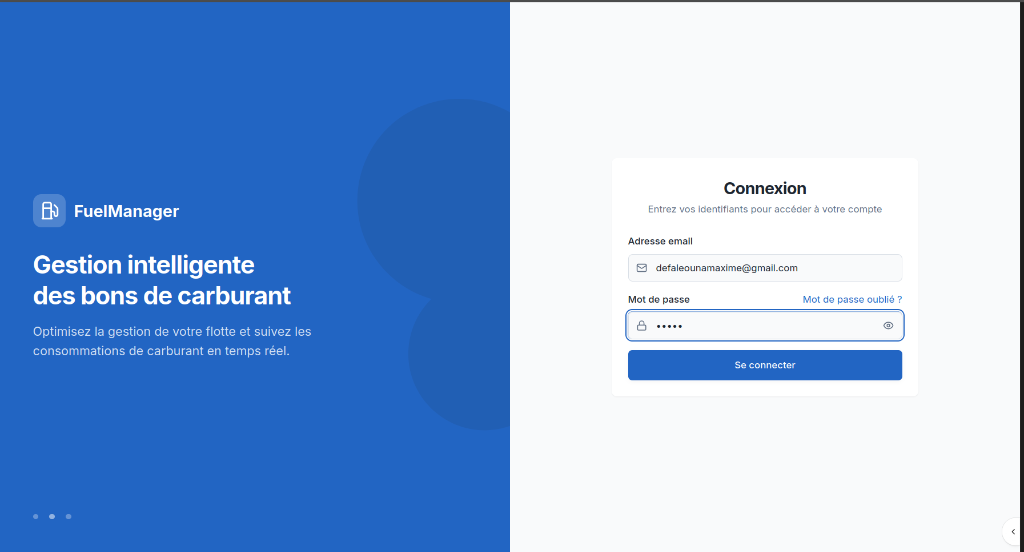 FuelManager
Gestion intelligente
des bons de carburant
Optimisez la gestion de votre flotte et suivez les
consommations de carburant en temps réel.
Connexion
Entrez vos identifiants pour accéder à votre compte
Adresse email
defaleounamaxime@gmail.com
Mot de passe
Mot de passe oublié ?
•••••
Se connecter